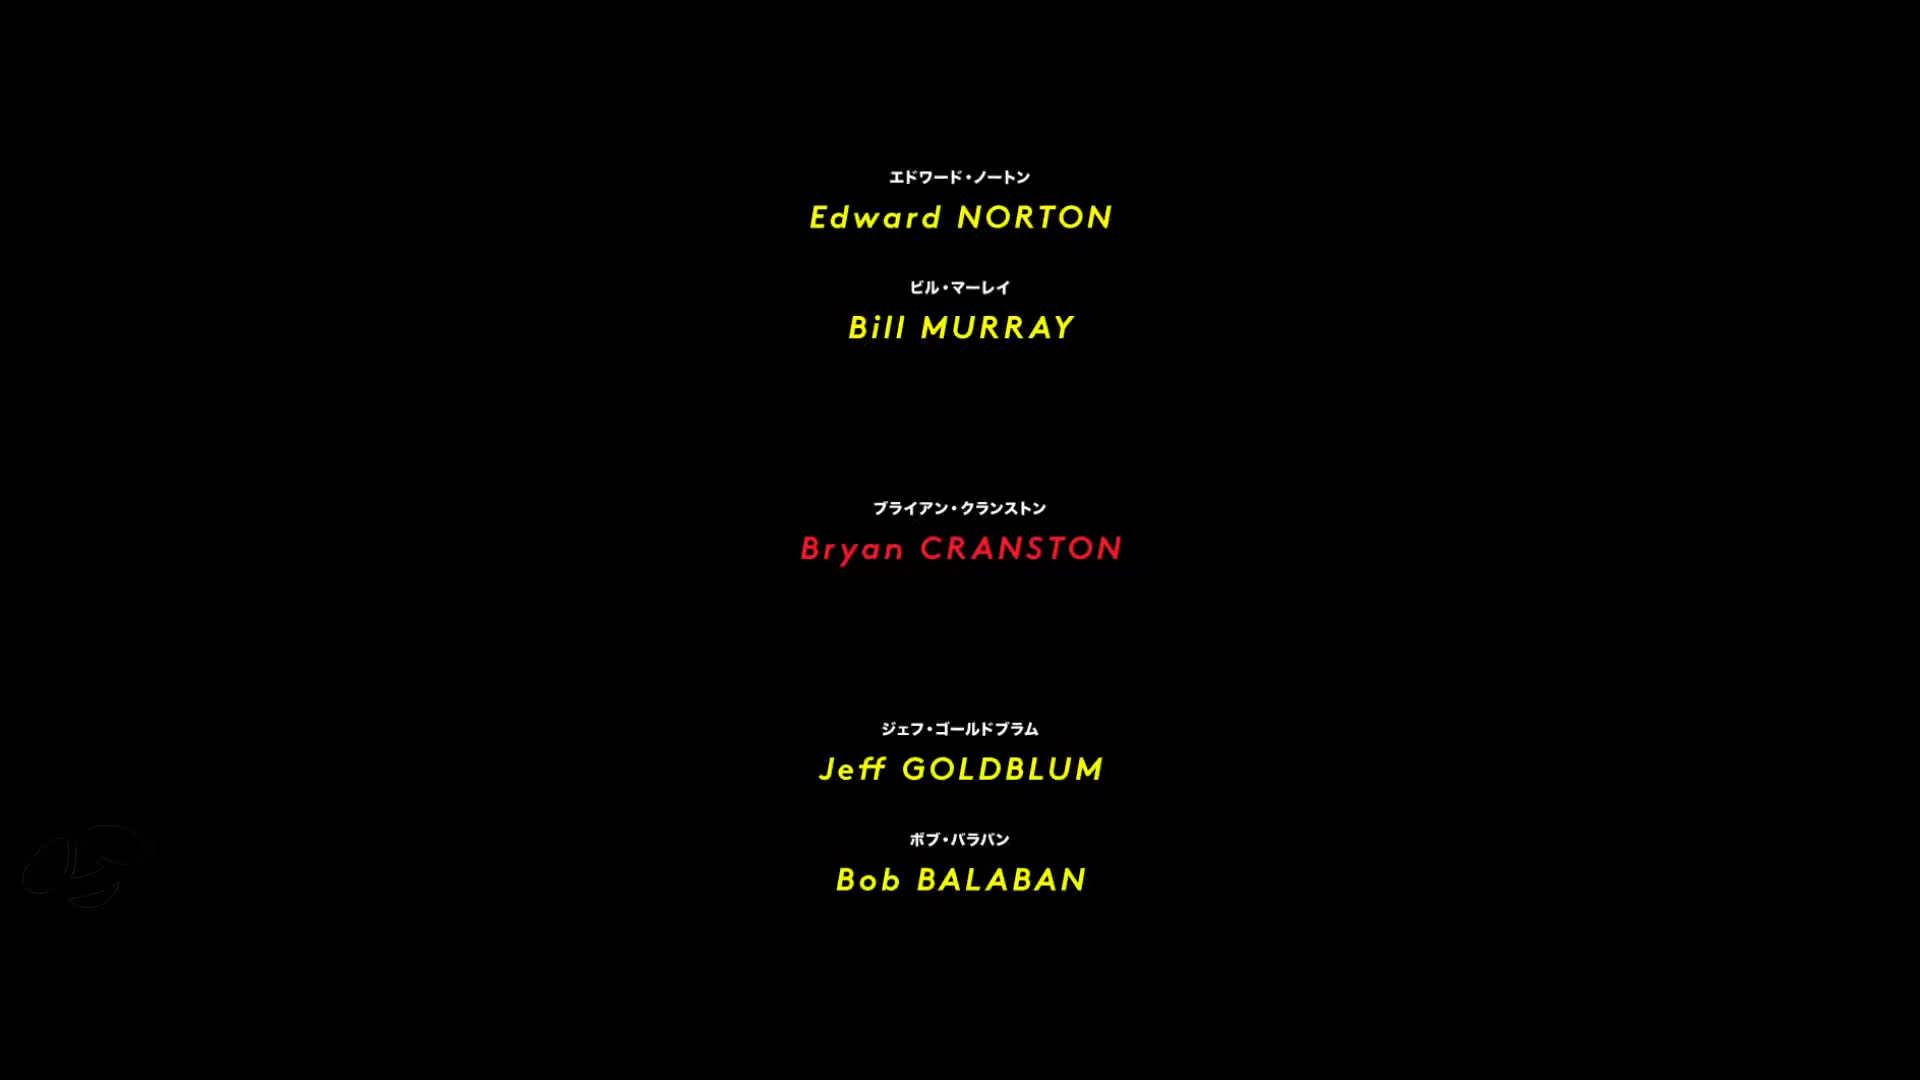 エドワード・ノートン
Edward NORTON
ビル・マーレイ
Bill MURRAY
ブライアン・クランストン
Bryan CRANSTON
ジェフ・ゴールドブラム
Jeff GOLDBLUM
ボブ・バラバン
Bob BALABAN